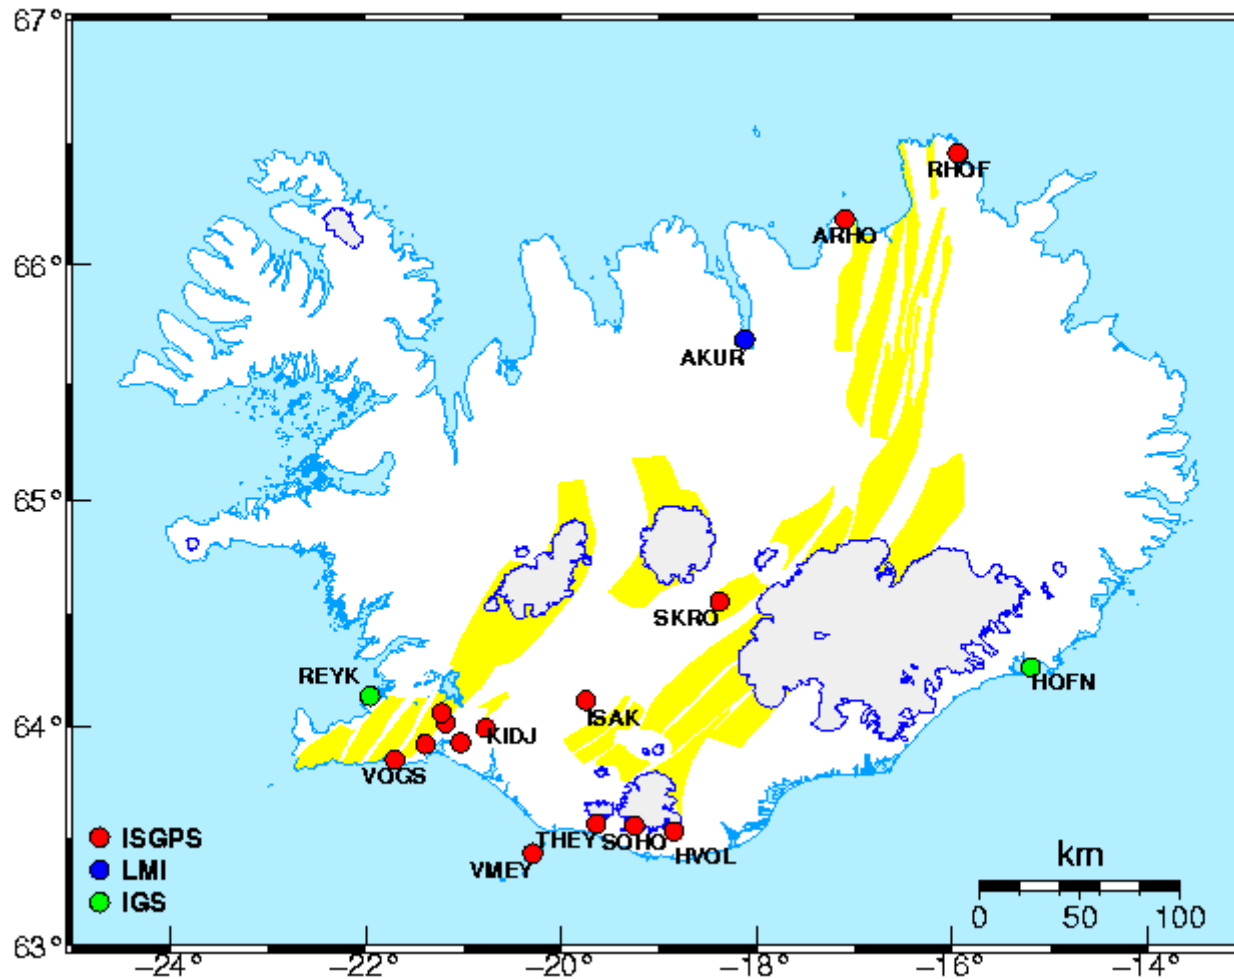 67°
RHOF
ARHO
66°
AKUR
65°
SKRO
REYK
HOFN
ISAK
64°
KIDJ
VOGS
ISGPS
THEY
SOHO
HVOL
km
VMEY
LMI
IGS
0
50
100
63°
−24
−22
−20
−18
−16
−14